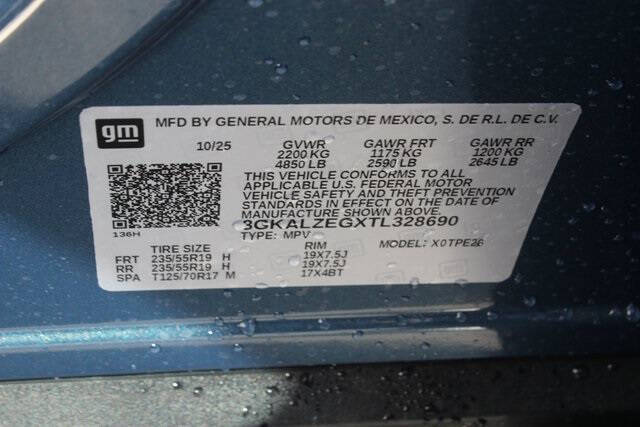 gm
MFD BY GENERAL MOTORS DE MEXICO, S. DE R.L. DE C.V.
10/25 GVWR GAWR FRT GAWR RR
2200 KG 1175 KG 1200 KG
4850 LB 2590 LB 2645 LB
THIS VEHICLE CONFORMS TO ALL
APPLICABLE U.S. FEDERAL MOTOR
VEHICLE SAFETY AND THEFT PREVENTION
STANDARDS IN EFFECT ON THE DATE OF
MANUFACTURE SHOWN ABOVE.
3GKALZEGXTL328690
136H
TYPE: MPV MODEL: X0TPE26
TIRE SIZE RIM
FRT 235/55R19 H 19X7.5J
RR 235/55R19 H 19X7.5J
SPA T125/70R17 M 17X4BT